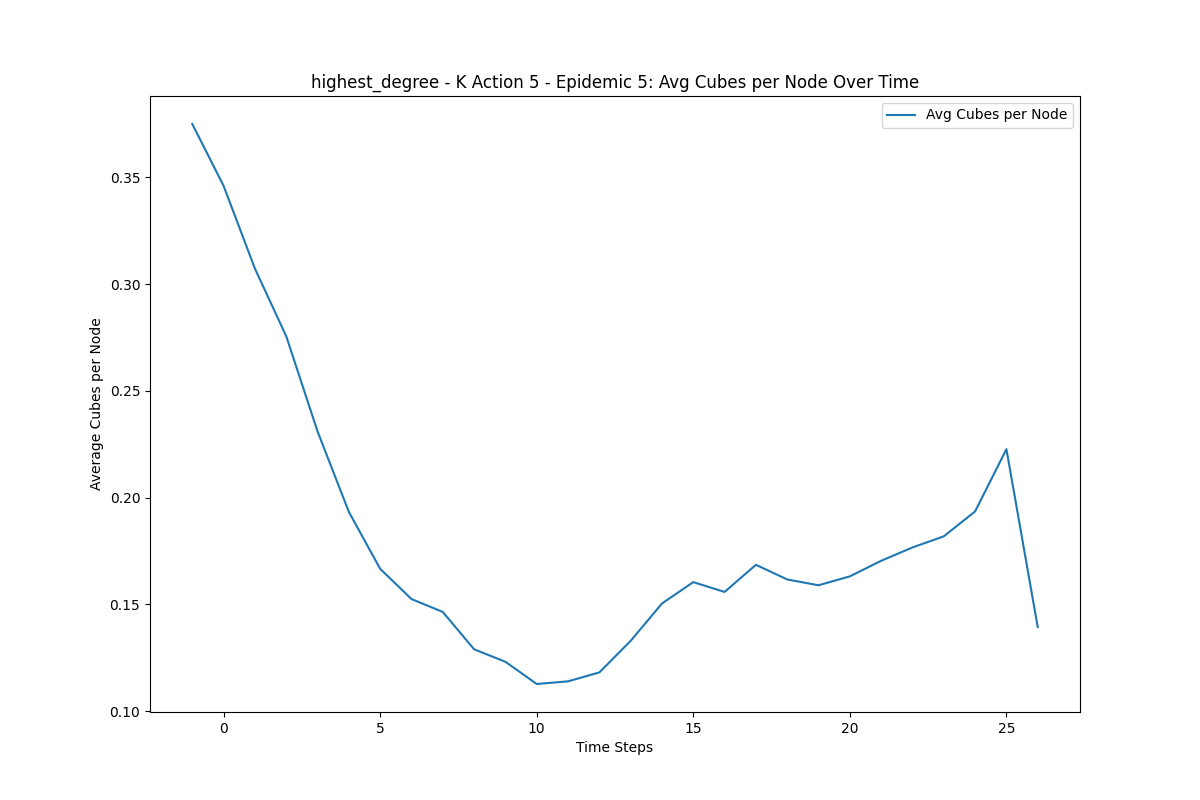 highest_degree - K Action 5 - Epidemic 5: Avg Cubes per Node Over Time
Avg Cubes per Node
Average Cubes per Node
0.35
0.30
0.25
0.20
0.15
0.10
0 5 10 15 20 25
Time Steps